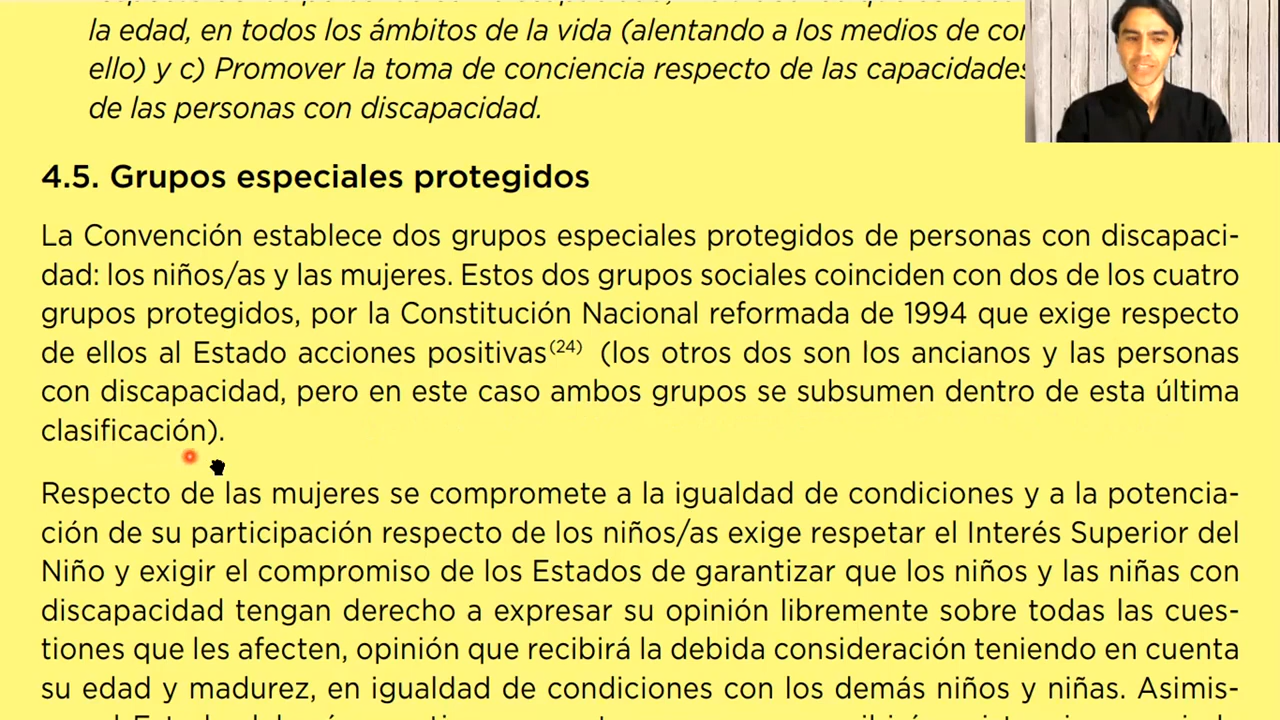 la edad, en todos los ámbitos de la vida (alentando a los medios de
ello) y c) Promover la toma de conciencia respecto de las capacidades
de las personas con discapacidad.
4.5. Grupos especiales protegidos
La Convención establece dos grupos especiales protegidos de personas con discapaci-
dad: los niños/as y las mujeres. Estos dos grupos sociales coinciden con dos de los cuatro
grupos protegidos, por la Constitución Nacional reformada de 1994 que exige respecto
de ellos al Estado acciones positivas(24) (los otros dos son los ancianos y las personas
con discapacidad, pero en este caso ambos grupos se subsumen dentro de esta última
clasificación).
Respecto de las mujeres se compromete a la igualdad de condiciones y a la potencia-
ción de su participación respecto de los niños/as exige respetar el Interés Superior del
Niño y exigir el compromiso de los Estados de garantizar que los niños y las niñas con
discapacidad tengan derecho a expresar su opinión libremente sobre todas las cues-
tiones que les afecten, opinión que recibirá la debida consideración teniendo en cuenta
su edad y madurez, en igualdad de condiciones con los demás niños y niñas. Asimis-